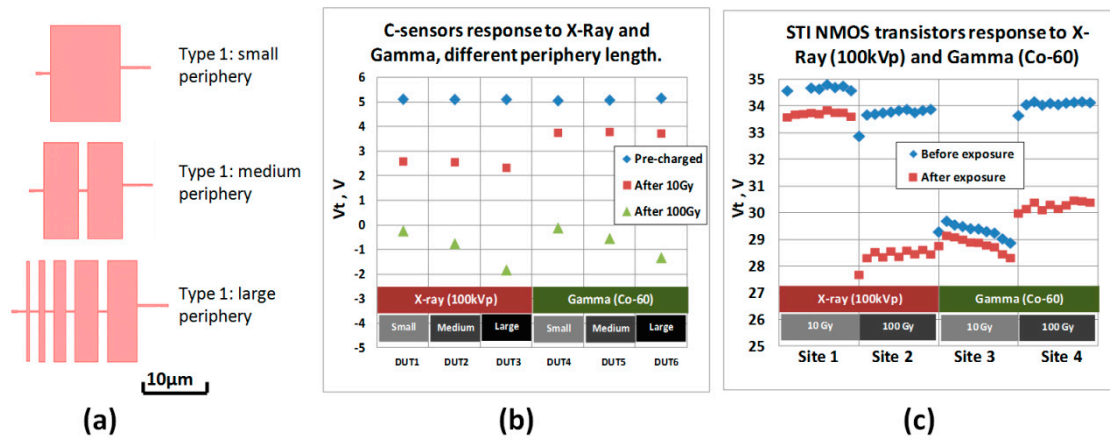 Type 1: small
periphery
Type 1: medium
periphery
Type 1: large
periphery
10μm
(a)
C-sensors response to X-Ray and
Gamma, different periphery length.
Vt , V
6
5
4
3
2
1
0
-1
-2
-3
-4
-5
Pre-charged
After 10Gy
After 100Gy
X-ray (100kVp) Gamma (Co-60)
Small Medium Large Small Medium Large
DUT1 DUT2 DUT3 DUT4 DUT5 DUT6
(b)
STI NMOS transistors response to X-
Ray (100kVp) and Gamma (Co-60)
Vt , V
35
34
33
32
31
30
29
28
27
26
25
Before exposure
After exposure
X-ray (100kVp) Gamma (Co-60)
10 Gy 100 Gy 10 Gy 100 Gy
Site 1 Site 2 Site 3 Site 4
(c)